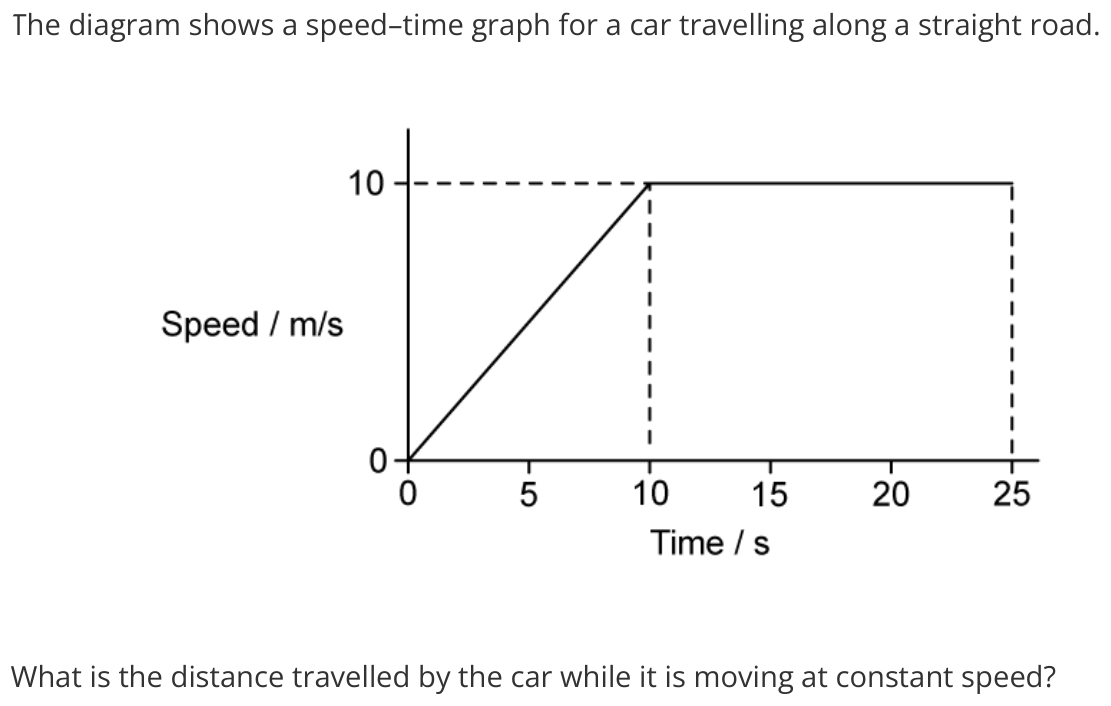 The diagram shows a speed–time graph for a car travelling along a straight road.
10
Speed / m/s
0
0 5 10 15 20 25
Time / s
What is the distance travelled by the car while it is moving at constant speed?